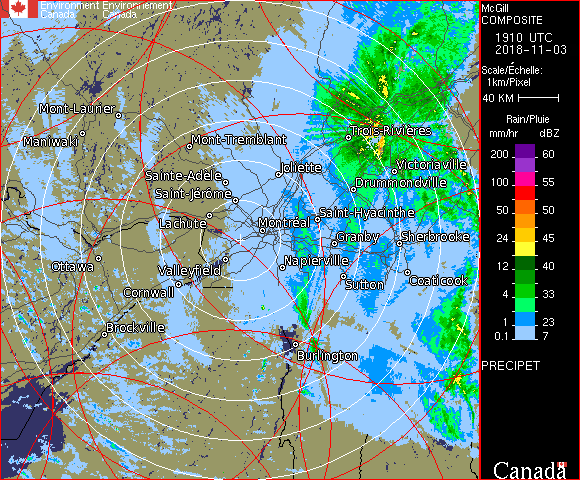 Environment Environnement
Canada Canada
McGill
COMPOSITE
1910 UTC
2018-11-03
Scale/Échelle:
1km/Pixel
40 KM
Rain/Pluie
mm/hr dBZ
200 60
100 55
50 50
24 45
12 40
4 33
1 23
0.1 7
PRECIPET
Canada
Mont-Laurier
Maniwaki
Mont-Tremblant
Trois-Rivières
Joliette
Victoriaville
Sainte-Adèle
Drummondville
Saint-Jérôme
Lachute
Saint-Hyacinthe
Montréal
Granby
Sherbrooke
Ottawa
Valleyfield
Napierville
Sutton
Coaticook
Cornwall
Brockville
Burlington